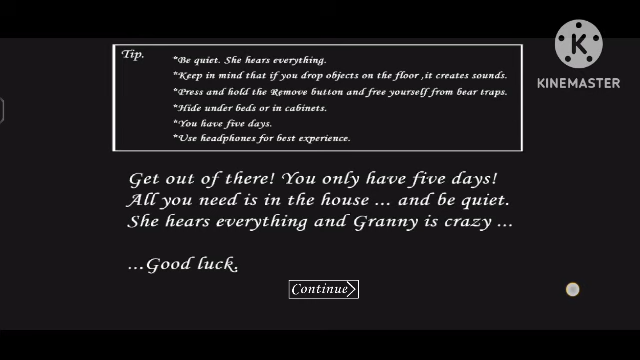 Tip.
*Be quiet. She hears everything.
*Keep in mind that if you drop objects on the floor ,it creates sounds.
*Press and hold the Remove button and free yourself from bear traps.
*Hide under beds or in cabinets.
*You have five days.
*Use headphones for best experience.
K
KINEMASTER
Get out of there! You only have five days!
All you need is in the house ... and be quiet.
She hears everything and Granny is crazy ...
...Good luck.
Continue